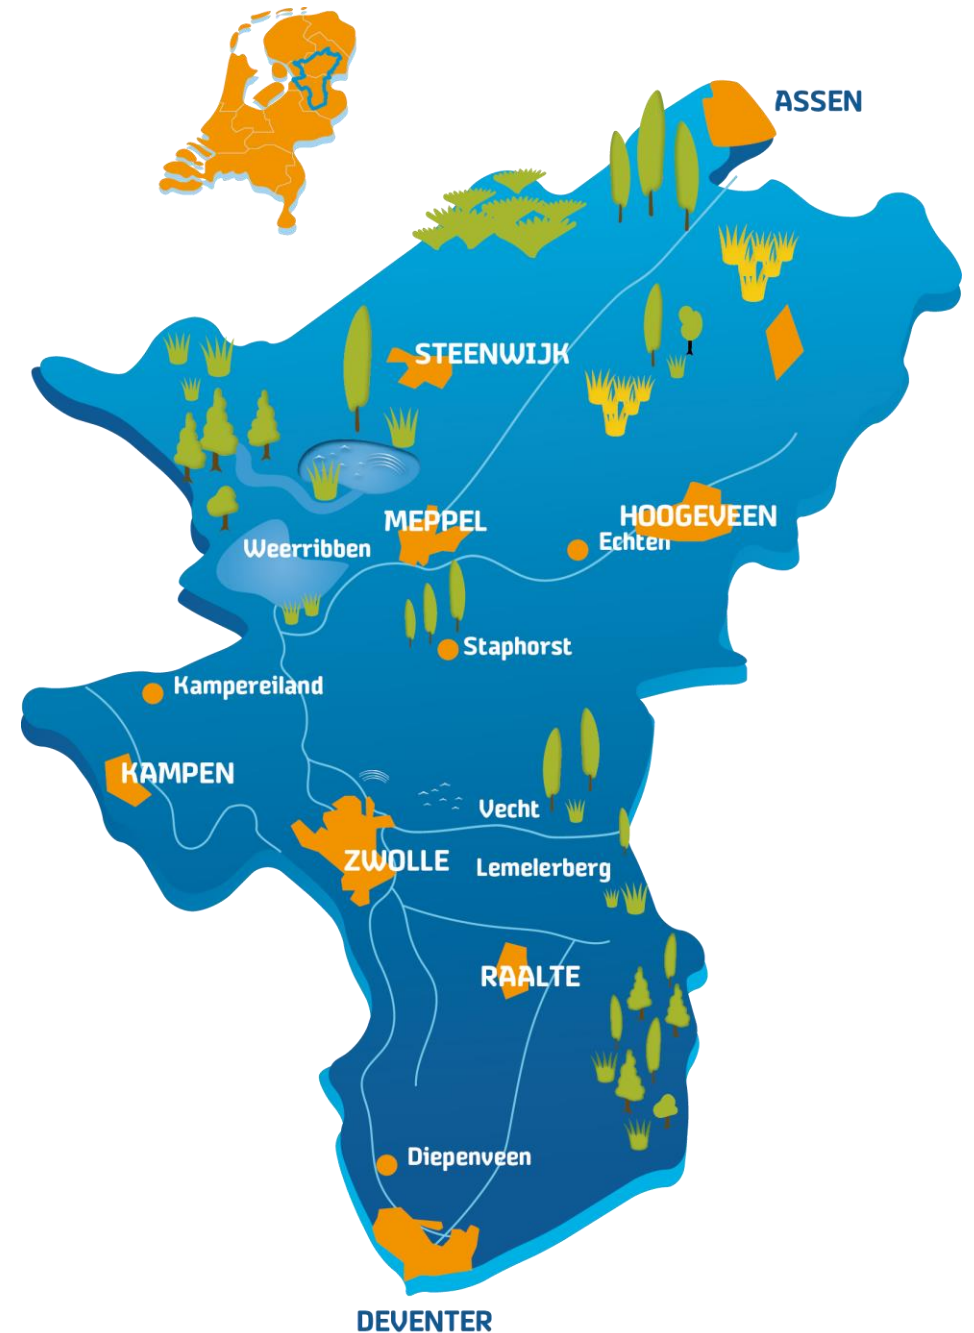 ASSEN
STEENWIJK
MEPPEL
HOOGEVEEN
Echten
Weerribben
Staphorst
Kampereiland
KAMPEN
Vecht
ZWOLLE
Lemelerberg
RAALTE
Diepenveen
DEVENTER